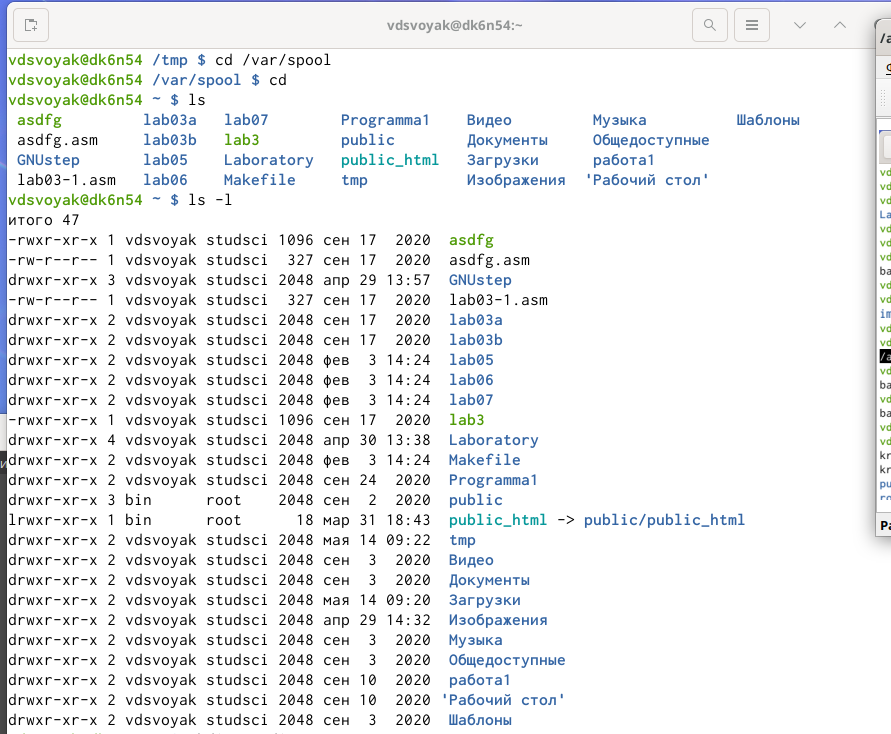 vdsvoyak@dk6n54:~
vdsvoyak@dk6n54 /tmp $ cd /var/spool
vdsvoyak@dk6n54 /var/spool $ cd
vdsvoyak@dk6n54 ~ $ ls
asdfg lab03a lab07 Programma1 Видео Музыка Шаблоны
asdfg.asm lab03b lab3 public Документы Общедоступные
GNUstep lab05 Laboratory public_html Загрузки работа1
lab03-1.asm lab06 Makefile tmp Изображения 'Рабочий стол'
vdsvoyak@dk6n54 ~ $ ls -l
итого 47
-rwxr-xr-x 1 vdsvoyak studsci 1096 сен 17 2020 asdfg
-rw-r--r-- 1 vdsvoyak studsci 327 сен 17 2020 asdfg.asm
drwxr-xr-x 3 vdsvoyak studsci 2048 апр 29 13:57 GNUstep
-rw-r--r-- 1 vdsvoyak studsci 327 сен 17 2020 lab03-1.asm
drwxr-xr-x 2 vdsvoyak studsci 2048 сен 17 2020 lab03a
drwxr-xr-x 2 vdsvoyak studsci 2048 сен 17 2020 lab03b
drwxr-xr-x 2 vdsvoyak studsci 2048 фев 3 14:24 lab05
drwxr-xr-x 2 vdsvoyak studsci 2048 фев 3 14:24 lab06
drwxr-xr-x 2 vdsvoyak studsci 2048 фев 3 14:24 lab07
-rwxr-xr-x 1 vdsvoyak studsci 1096 сен 17 2020 lab3
drwxr-xr-x 4 vdsvoyak studsci 2048 апр 30 13:38 Laboratory
drwxr-xr-x 2 vdsvoyak studsci 2048 фев 3 14:24 Makefile
drwxr-xr-x 2 vdsvoyak studsci 2048 сен 24 2020 Programma1
drwxr-xr-x 3 bin root 2048 сен 2 2020 public
lrwxr-xr-x 1 bin root 18 мар 31 18:43 public_html -> public/public_html
drwxr-xr-x 2 vdsvoyak studsci 2048 мая 14 09:22 tmp
drwxr-xr-x 2 vdsvoyak studsci 2048 сен 3 2020 Видео
drwxr-xr-x 2 vdsvoyak studsci 2048 сен 3 2020 Документы
drwxr-xr-x 2 vdsvoyak studsci 2048 мая 14 09:20 Загрузки
drwxr-xr-x 2 vdsvoyak studsci 2048 апр 29 14:32 Изображения
drwxr-xr-x 2 vdsvoyak studsci 2048 сен 3 2020 Музыка
drwxr-xr-x 2 vdsvoyak studsci 2048 сен 3 2020 Общедоступные
drwxr-xr-x 2 vdsvoyak studsci 2048 сен 10 2020 работа1
drwxr-xr-x 2 vdsvoyak studsci 2048 сен 10 2020 'Рабочий стол'
drwxr-xr-x 2 vdsvoyak studsci 2048 сен 3 2020 Шаблоны